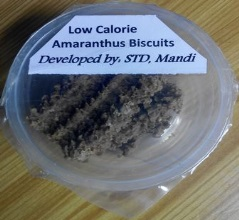 Low Calorie
Amaranthus Biscuits
Developed by, STD, Mandi